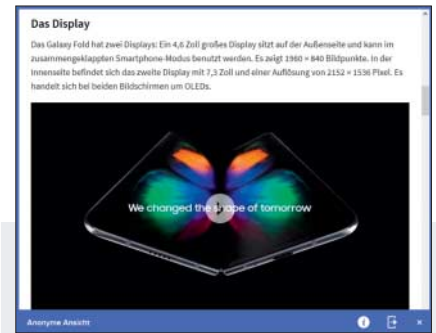 Das Display
Das Galaxy Fold hat zwei Displays: Ein 4,6 Zoll großes Display sitzt auf der Außenseite und kann im
zusammengeklappten Smartphone-Modus benutzt werden. Es zeigt 1960 × 840 Bildpunkte. In der
Innenseite befindet sich das zweite Display mit 7,3 Zoll und einer Auflösung von 2152 × 1536 Pixel. Es
handelt sich bei beiden Bildschirmen um OLEDs.
We changed the shape of tomorrow
Anonyme Ansicht